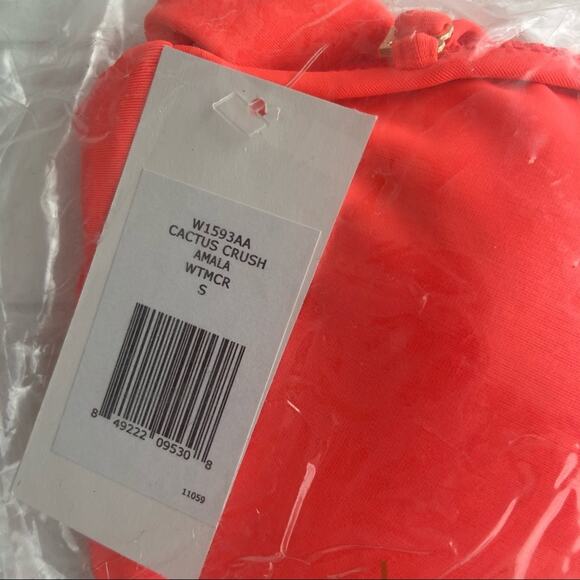 W1593AA
CACTUS CRUSH
AMALA
WTMCR
S
8 49222 09530 8
11059